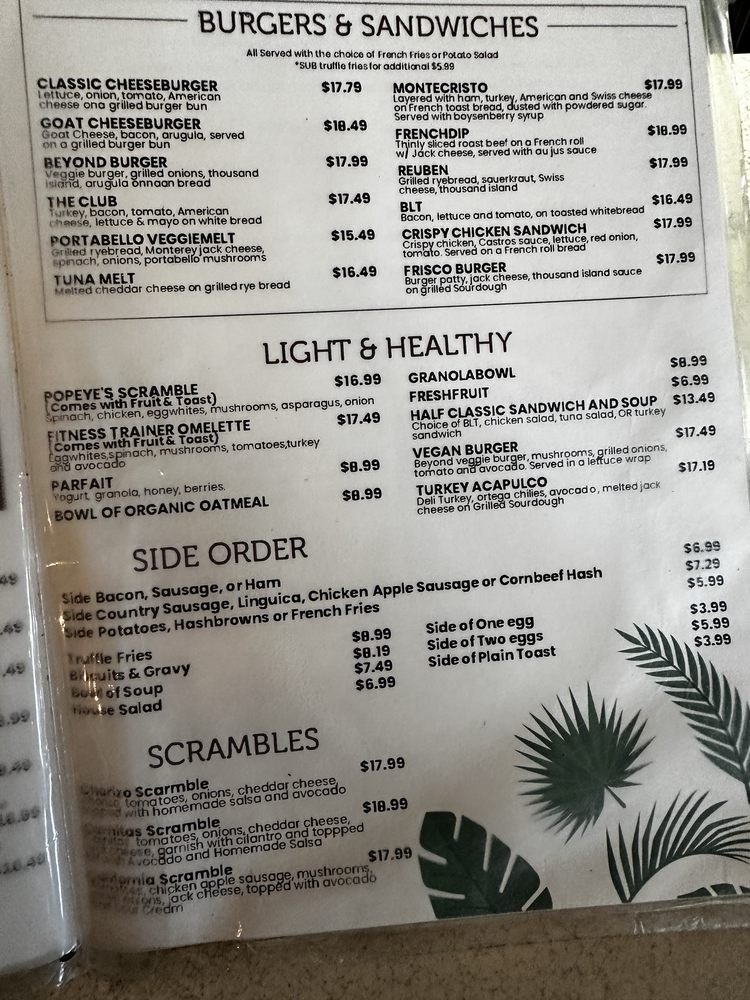 BURGERS & SANDWICHES
All Served with the choice of French Fries or Potato Salad
*SUB truffle fries for additional $5.99
CLASSIC CHEESEBURGER $17.79
Lettuce, onion, tomato, American
cheese ona grilled burger bun
GOAT CHEESEBURGER $18.49
Goat Cheese, bacon, arugula, served
on a grilled burger bun
BEYOND BURGER $17.99
Veggie burger, grilled onions, thousand
island, arugula onnaan bread
THE CLUB $17.49
Turkey, bacon, tomato, American
cheese, lettuce & mayo on white bread
PORTABELLO VEGGIEMELT $15.49
Grilled ryebread, Monterey jack cheese,
spinach, onions, portabello mushrooms
TUNA MELT $16.49
Melted cheddar cheese on grilled rye bread
MONTECRISTO $17.99
Layered with ham, turkey, American and Swiss cheese
on French toast bread, dusted with powdered sugar.
Served with boysenberry syrup
FRENCHDIP $18.99
Thinly sliced roast beef on a French roll
w/ Jack cheese, served with au jus sauce
REUBEN $17.99
Grilled ryebread, sauerkraut, Swiss
cheese, thousand island
BLT $16.49
Bacon, lettuce and tomato, on toasted whitebread
CRISPY CHICKEN SANDWICH $17.99
Crispy chicken, Castros sauce, lettuce, red onion,
tomato. Served on a French roll bread
FRISCO BURGER $17.99
Burger patty, jack cheese, thousand island sauce
on grilled Sourdough
LIGHT & HEALTHY
POPEYE'S SCRAMBLE $16.99
(Comes with Fruit & Toast)
Spinach, chicken, eggwhites, mushrooms, asparagus, onion
FITNESS TRAINER OMELETTE $17.49
(Comes with Fruit & Toast)
Eggwhites, spinach, mushrooms, tomatoes, turkey
and avocado
PARFAIT $8.99
Yogurt, granola, honey, berries.
BOWL OF ORGANIC OATMEAL $8.99
GRANOLABOWL $8.99
FRESHFRUIT $6.99
HALF CLASSIC SANDWICH AND SOUP $13.49
Choice of BLT, chicken salad, tuna salad, OR turkey
sandwich
VEGAN BURGER $17.49
Beyond veggie burger, mushrooms, grilled onions,
tomato and avocado. Served in a lettuce wrap
TURKEY ACAPULCO $17.19
Deli Turkey, ortega chilies, avocado, melted jack
cheese on Grilled Sourdough
SIDE ORDER
Side Bacon, Sausage, or Ham $6.99
Side Country Sausage, Linguica, Chicken Apple Sausage or Cornbeef Hash $7.29
Side Potatoes, Hashbrowns or French Fries $5.99
Truffle Fries $8.99
Biscuits & Gravy $8.19
Bowl of Soup $7.49
House Salad $6.99
Side of One egg $3.99
Side of Two eggs $5.99
Side of Plain Toast $3.99
SCRAMBLES
Scarmble $17.99
tomatoes, onions, cheddar cheese,
with homemade salsa and avocado
Scramble $18.99
tomatoes, onions, cheddar cheese,
garnish with cilantro and toppped
Avocado and Homemade Salsa
Scramble $17.99
chicken apple sausage, mushrooms,
jack cheese, topped with avocado